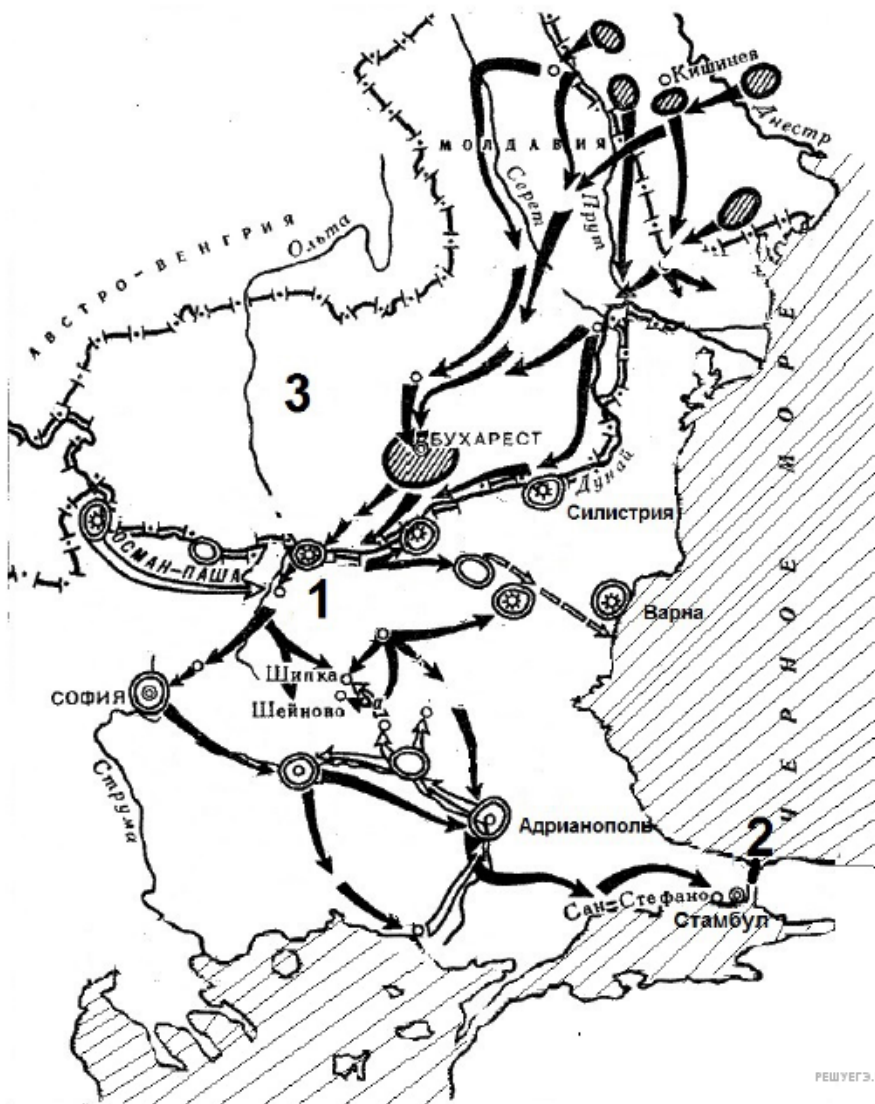 Кишинев
Днестр
МОЛДАВИЯ
Серет
Прут
АВСТРО-ВЕНГРИЯ
Ольта
3
БУХАРЕСТ
Дунай
Силистрия
ОСМАН-ПАША
1
Варна
ЧЕРНОЕ МОРЕ
Шипка
СОФИЯ
Шейново
Струма
Адрианополь
2
Сан-Стефано
Стамбул
РЕШУЕГЭ.